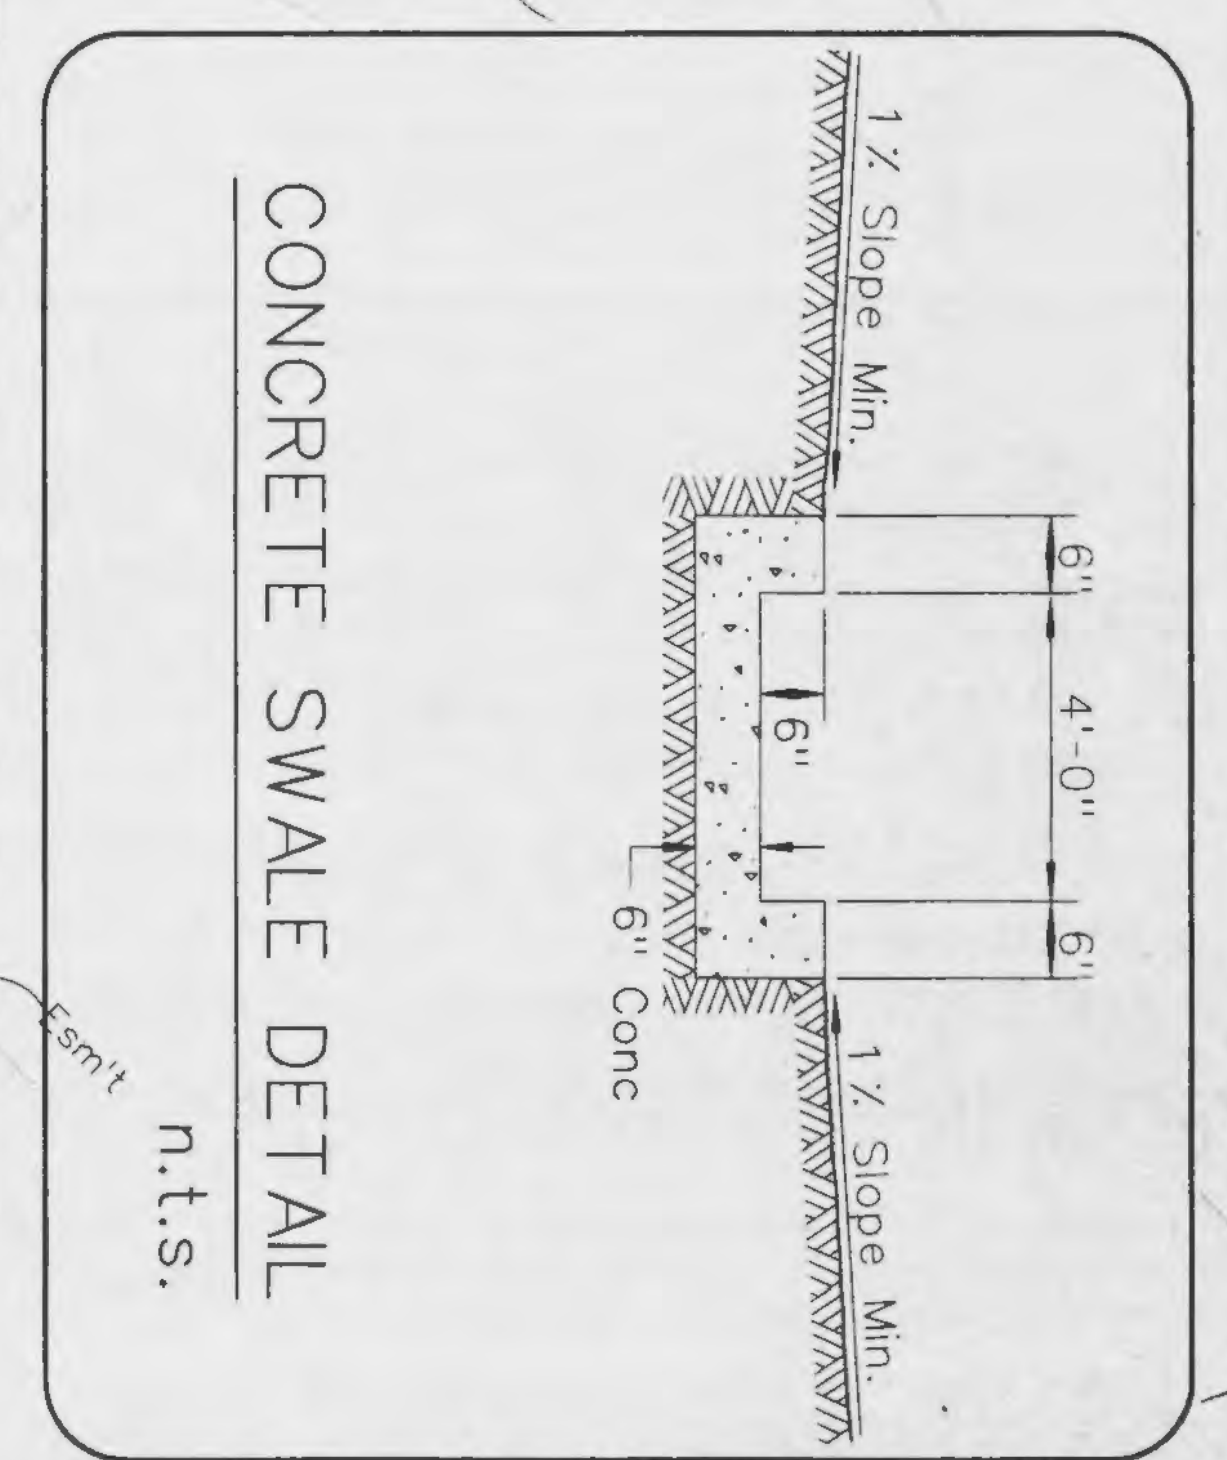 6" 4'-0" 6"
1% Slope Min. 1% Slope Min.
6"
6" Conc
CONCRETE SWALE DETAIL
n.t.s.
Esm't